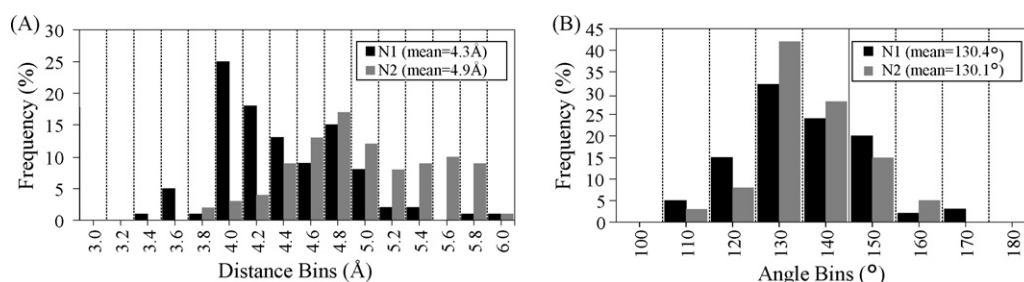 (A)
Frequency (%)
30
25
20
15
10
5
0
N1 (mean=4.3Å)
N2 (mean=4.9Å)
3.0 3.2 3.4 3.6 3.8 4.0 4.2 4.4 4.6 4.8 5.0 5.2 5.4 5.6 5.8 6.0
Distance Bins (Å)
(B)
Frequency (%)
45
35
30
20
15
10
5
0
N1 (mean=130.4°)
N2 (mean=130.1°)
100 110 120 130 140 150 160 170 180
Angle Bins (°)